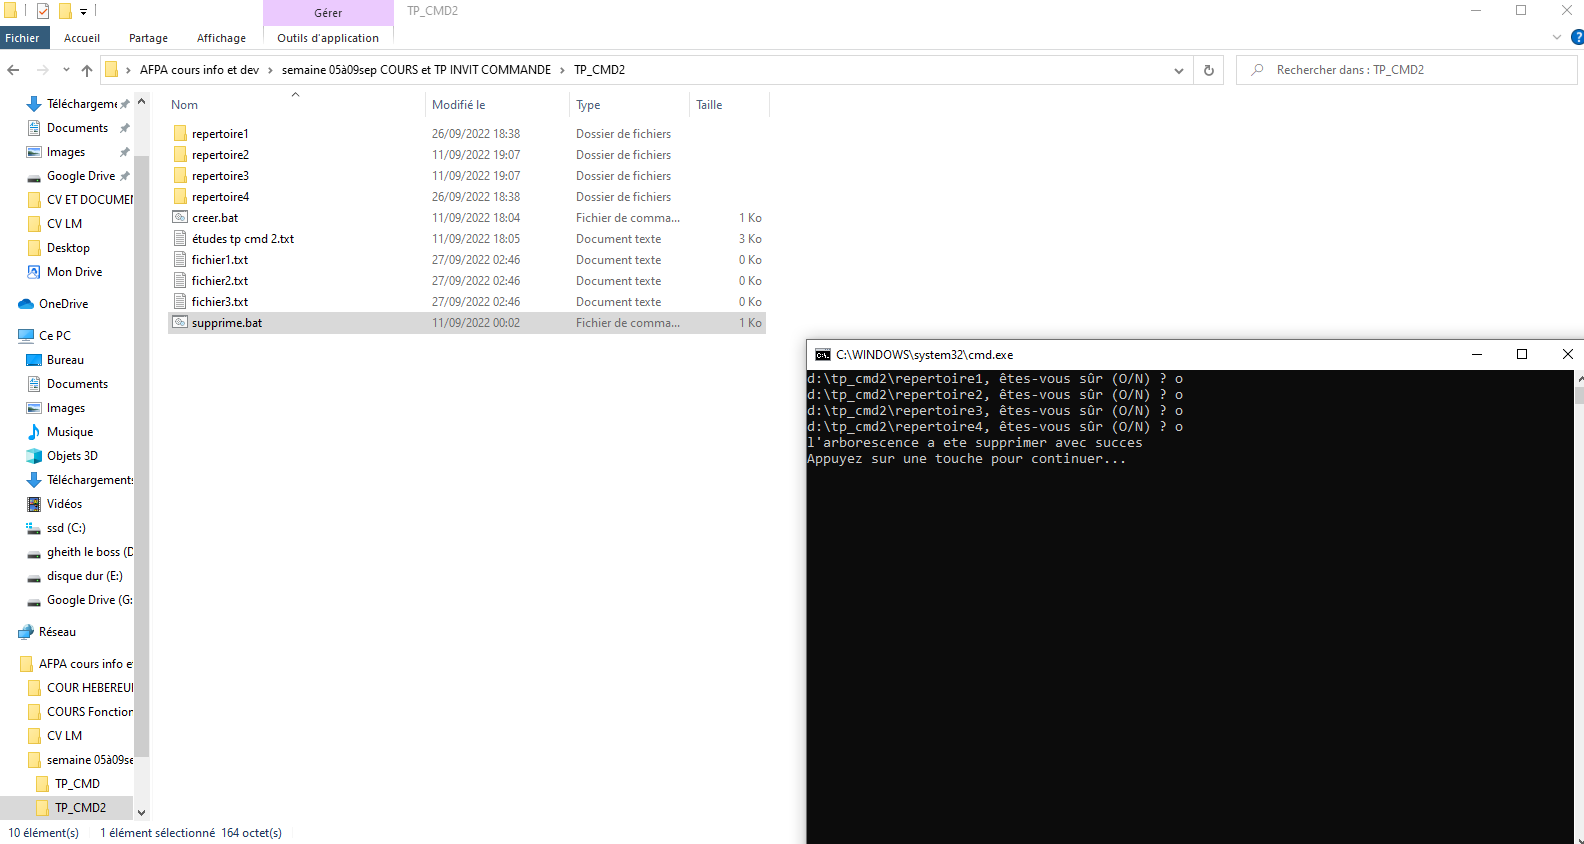 Gérer
TP_CMD2
Fichier
Accueil
Partage
Affichage
Outils d'application
AFPA cours info et dev › semaine 05à09sep COURS et TP INVIT COMMANDE › TP_CMD2
Rechercher dans : TP_CMD2
Téléchargeme
Documents
Images
Google Drive
CV ET DOCUMEN
CV LM
Desktop
Mon Drive
OneDrive
Ce PC
Bureau
Documents
Images
Musique
Objets 3D
Téléchargements
Vidéos
ssd (C:)
gheith le boss (D
disque dur (E:)
Google Drive (G:
Réseau
AFPA cours info e
COUR HEBEREU
COURS Fonction
CV LM
semaine 05à09se
TP_CMD
TP_CMD2
Nom Modifié le Type Taille
repertoire1 26/09/2022 18:38 Dossier de fichiers
repertoire2 11/09/2022 19:07 Dossier de fichiers
repertoire3 11/09/2022 19:07 Dossier de fichiers
repertoire4 26/09/2022 18:38 Dossier de fichiers
creer.bat 11/09/2022 18:04 Fichier de comma... 1 Ko
études tp cmd 2.txt 11/09/2022 18:05 Document texte 3 Ko
fichier1.txt 27/09/2022 02:46 Document texte 0 Ko
fichier2.txt 27/09/2022 02:46 Document texte 0 Ko
fichier3.txt 27/09/2022 02:46 Document texte 0 Ko
supprime.bat 11/09/2022 00:02 Fichier de comma... 1 Ko
C:\WINDOWS\system32\cmd.exe
d:\tp_cmd2\repertoire1, êtes-vous sûr (O/N) ? o
d:\tp_cmd2\repertoire2, êtes-vous sûr (O/N) ? o
d:\tp_cmd2\repertoire3, êtes-vous sûr (O/N) ? o
d:\tp_cmd2\repertoire4, êtes-vous sûr (O/N) ? o
l'arborescence a ete supprimer avec succes
Appuyez sur une touche pour continuer...
10 élément(s) 1 élément sélectionné 164 octet(s)